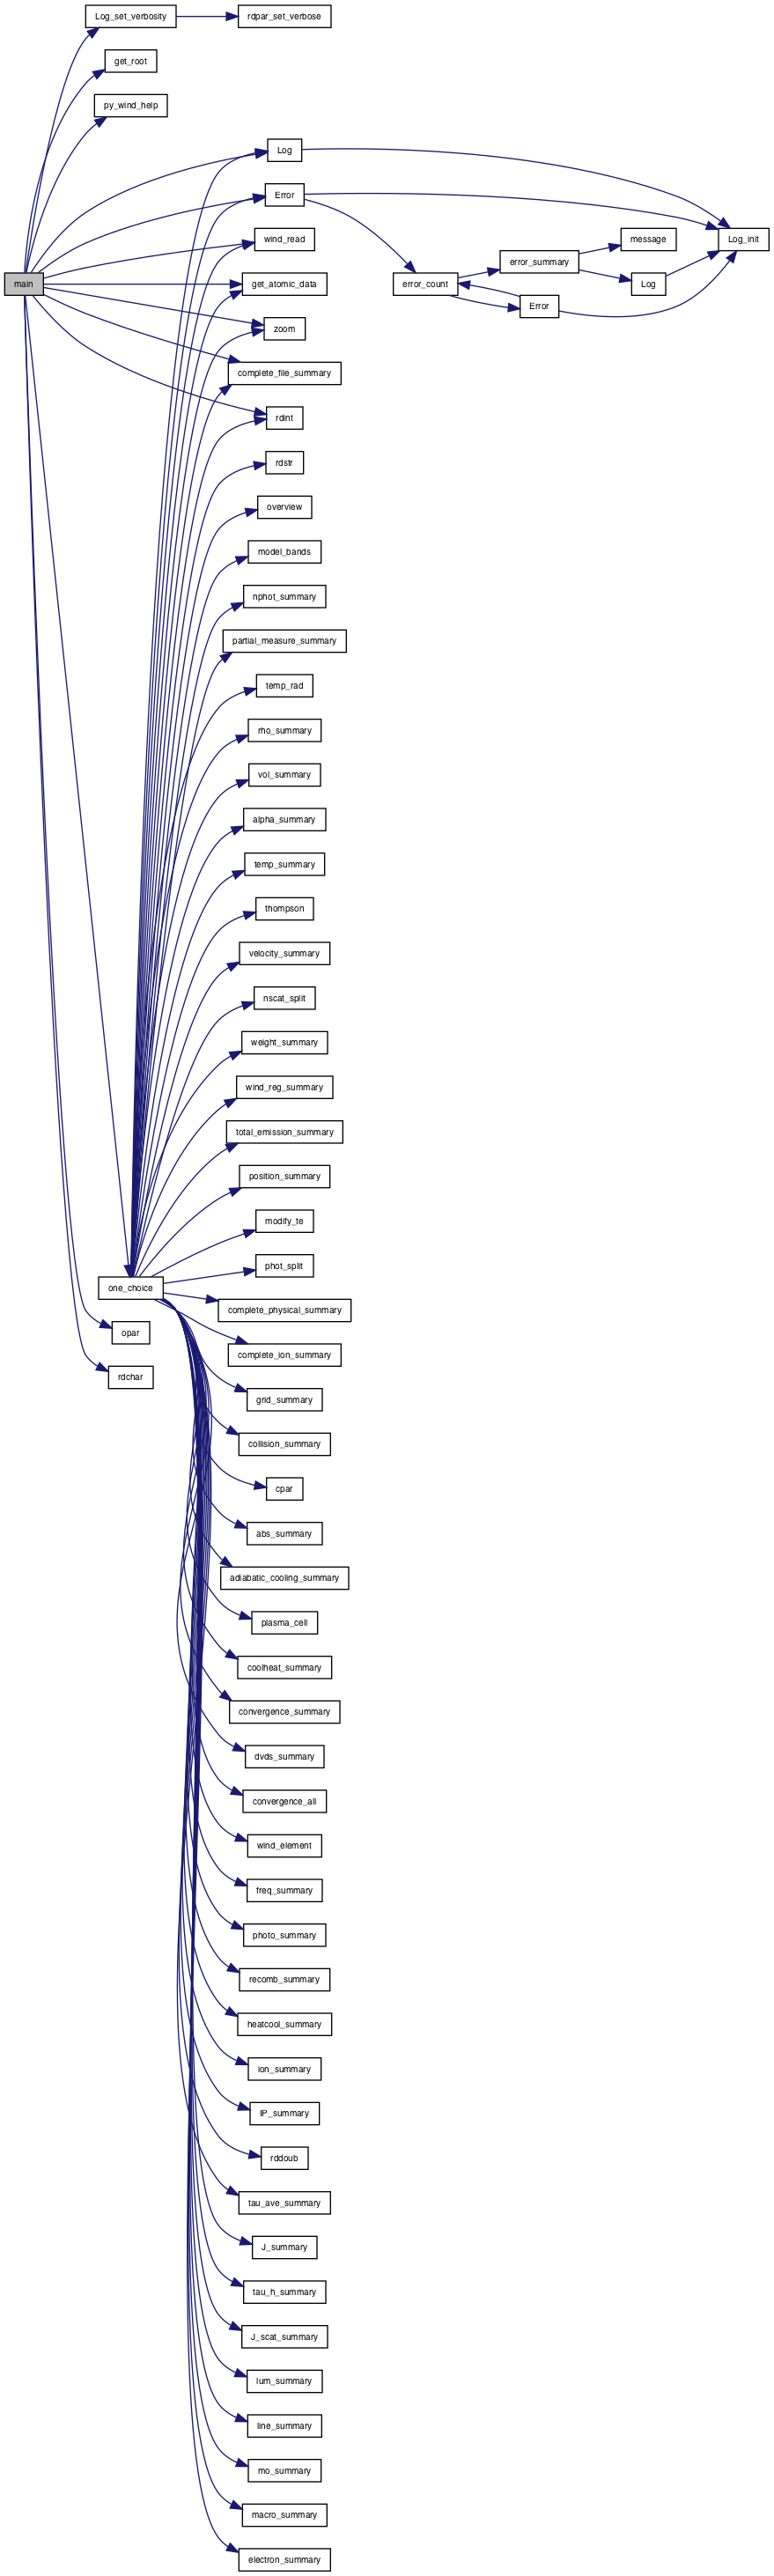 Log_set_verbosity
rdpar_set_verbose
get_root
py_wind_help
Log
Error
wind_read
message
Log_init
error_summary
main
get_atomic_data
error_count
Log
Error
zoom
complete_file_summary
rdint
rdstr
overview
model_bands
nphot_summary
partial_measure_summary
temp_rad
rho_summary
vol_summary
alpha_summary
temp_summary
thompson
velocity_summary
nscat_split
weight_summary
wind_reg_summary
total_emission_summary
position_summary
modify_te
phot_split
one_choice
complete_physical_summary
opar
complete_ion_summary
rdchar
grid_summary
collision_summary
cpar
abs_summary
adiabatic_cooling_summary
plasma_cell
coolheat_summary
convergence_summary
dvds_summary
convergence_all
wind_element
freq_summary
photo_summary
recomb_summary
heatcool_summary
ion_summary
IP_summary
rddoub
tau_ave_summary
J_summary
tau_h_summary
J_scat_summary
lum_summary
line_summary
mo_summary
macro_summary
electron_summary